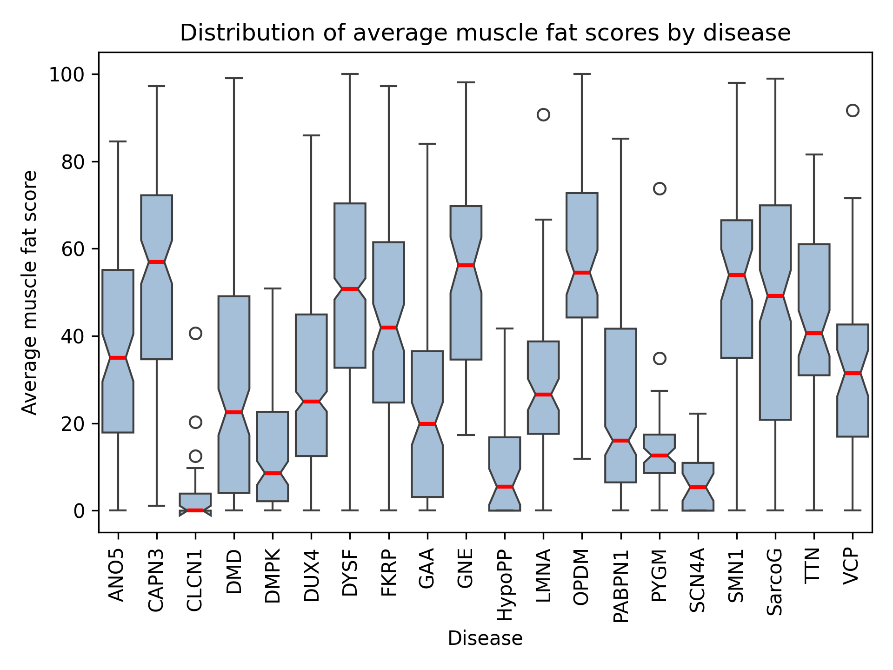 Distribution of average muscle fat scores by disease
Average muscle fat score
100
80
60
40
20
0
ANO5
CAPN3
CLCN1
DMD
DMPK
DUX4
DYSF
FKRP
GAA
GNE
HypoPP
LMNA
OPDM
PABPN1
PYGM
SCN4A
SMN1
SarcoG
TTN
VCP
Disease